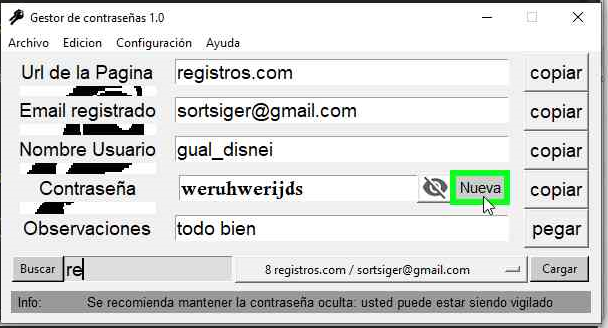 Gestor de contraseñas 1.0
Archivo Edicion Configuración Ayuda
Url de la Pagina registros.com copiar
Email registrado sortsiger@gmail.com copiar
Nombre Usuario gual_disnei copiar
Contraseña weruhwerijds Nueva copiar
Observaciones todo bien pegar
Buscar re 8 registros.com / sortsiger@gmail.com Cargar
Info: Se recomienda mantener la contraseña oculta: usted puede estar siendo vigilado